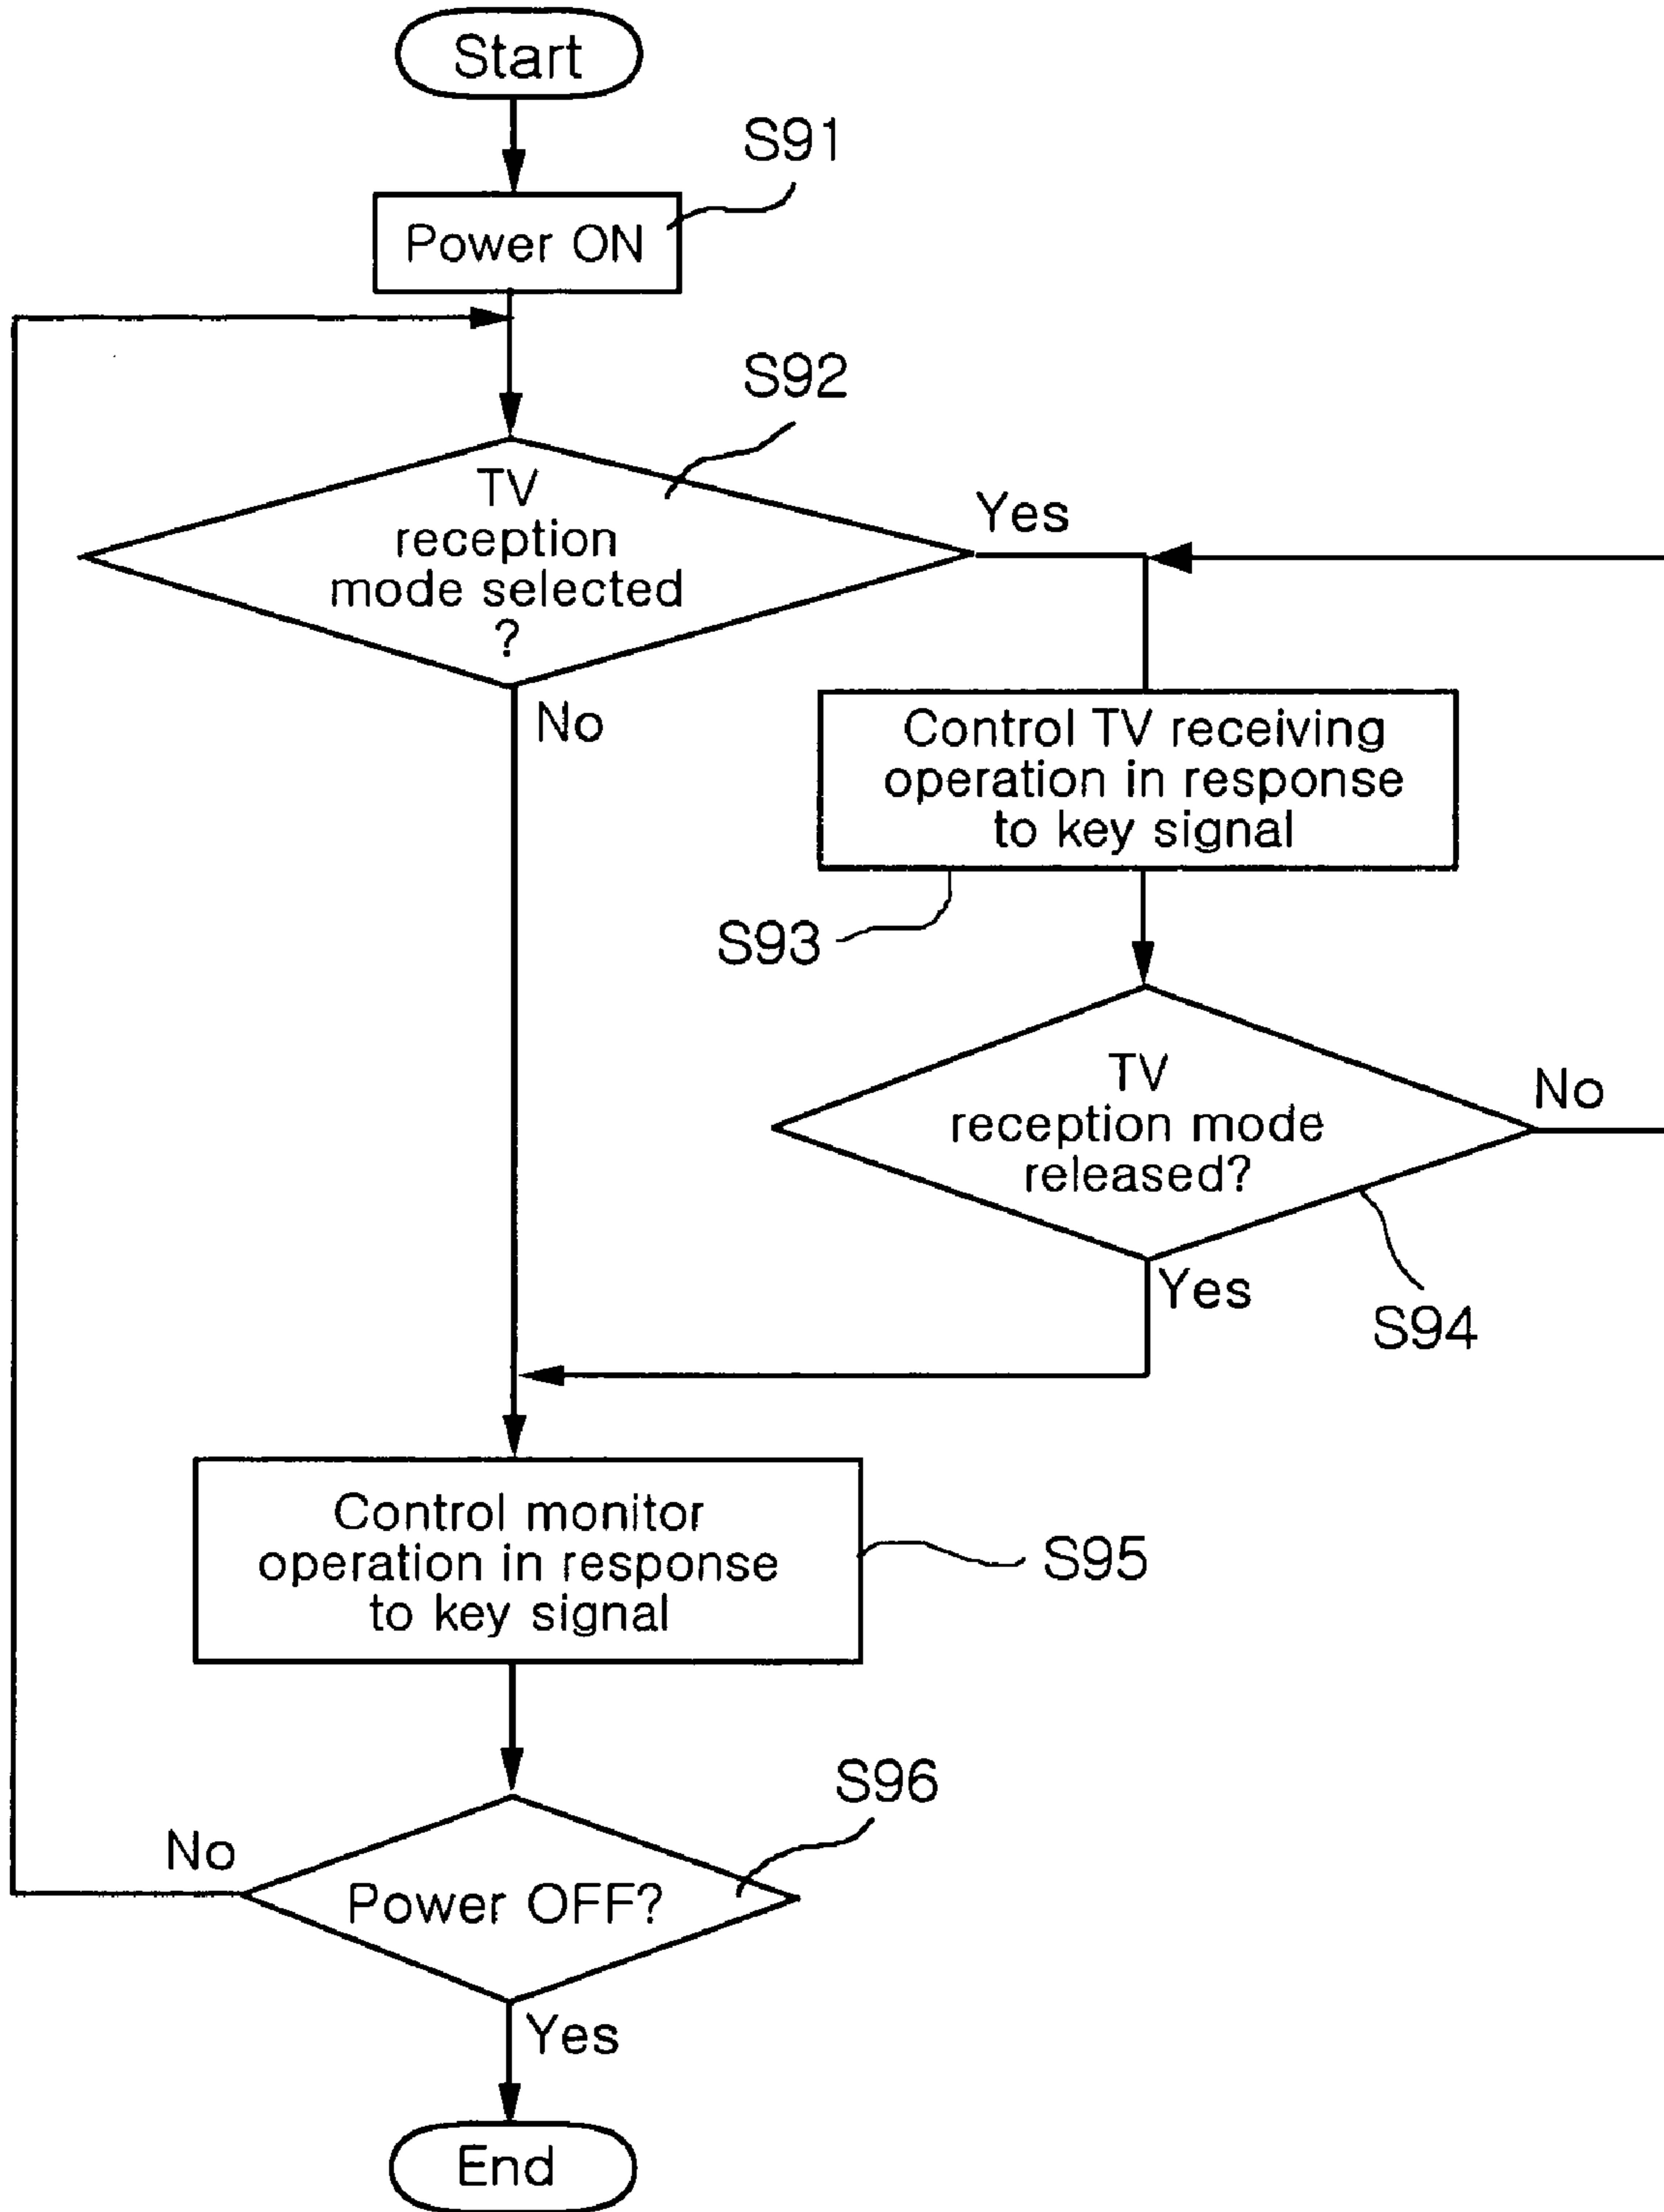 Start
S91
Power ON
S92
TV
reception
mode selected
?
Yes
No
Control TV receiving
operation in response
to key signal
S93
TV
reception mode
released?
No
Yes
S94
Control monitor
operation in response
to key signal
S95
S96
No
Power OFF?
Yes
End